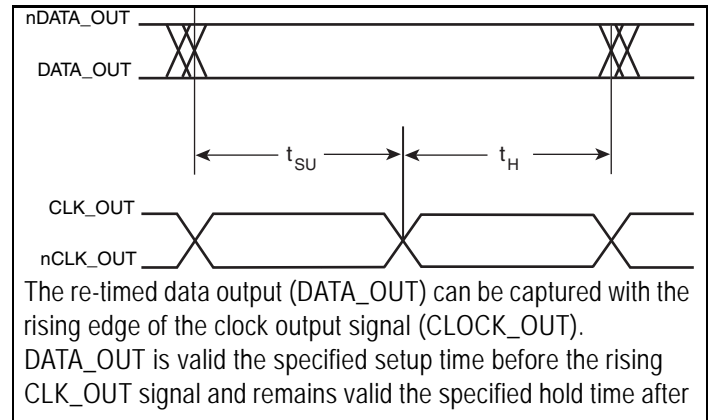 nDATA_OUT
DATA_OUT
tSU
tH
CLK_OUT
nCLK_OUT
The re-timed data output (DATA_OUT) can be captured with the
rising edge of the clock output signal (CLOCK_OUT).
DATA_OUT is valid the specified setup time before the rising
CLK_OUT signal and remains valid the specified hold time after